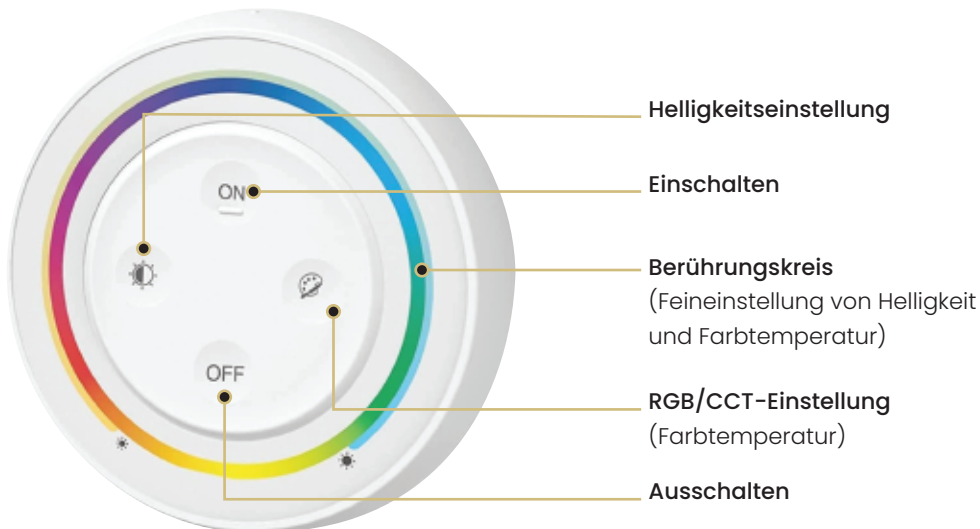 Helligkeitseinstellung
ON
Einschalten
Berührungskreis
(Feineinstellung von Helligkeit
und Farbtemperatur)
OFF
RGB/CCT-Einstellung
(Farbtemperatur)
Ausschalten